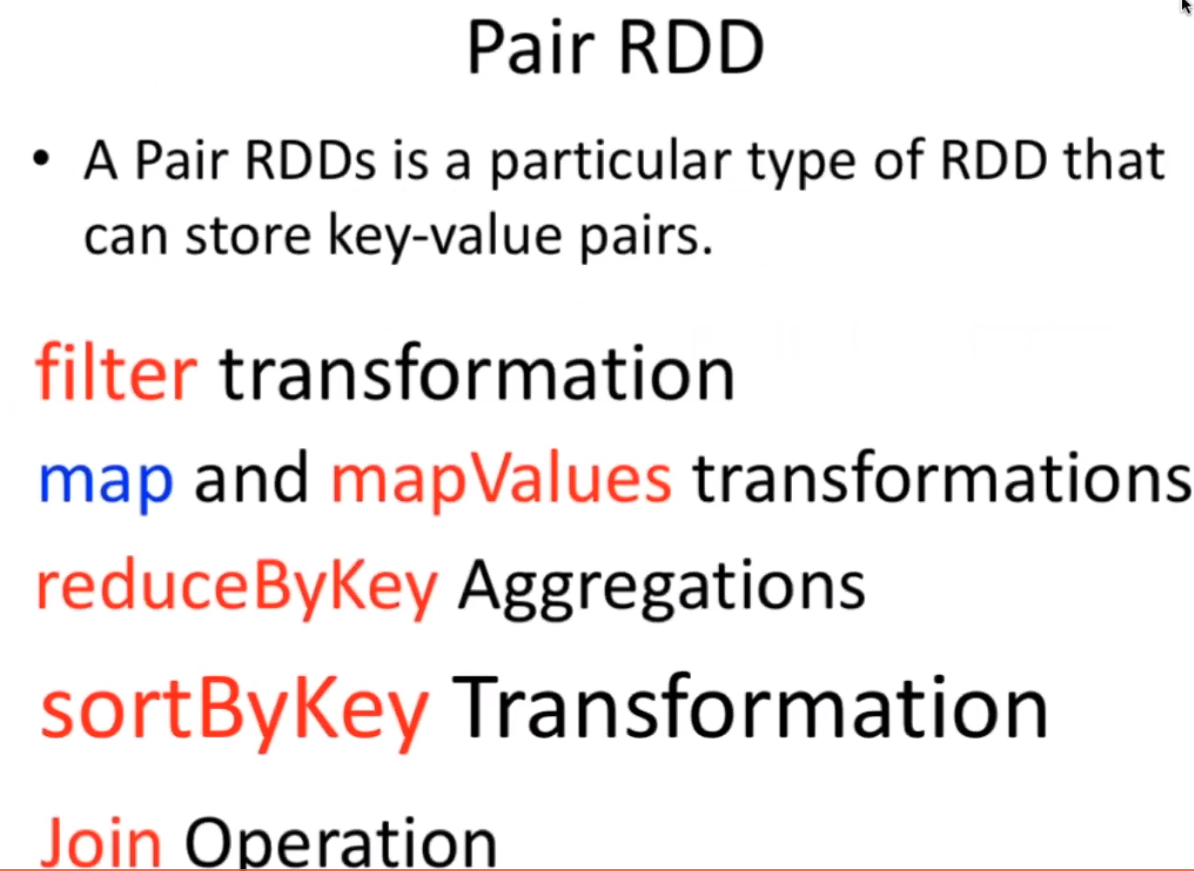 Pair RDD
• A Pair RDDs is a particular type of RDD that
can store key-value pairs.
filter transformation
map and mapValues transformations
reduceByKey Aggregations
sortByKey Transformation
Join Operation